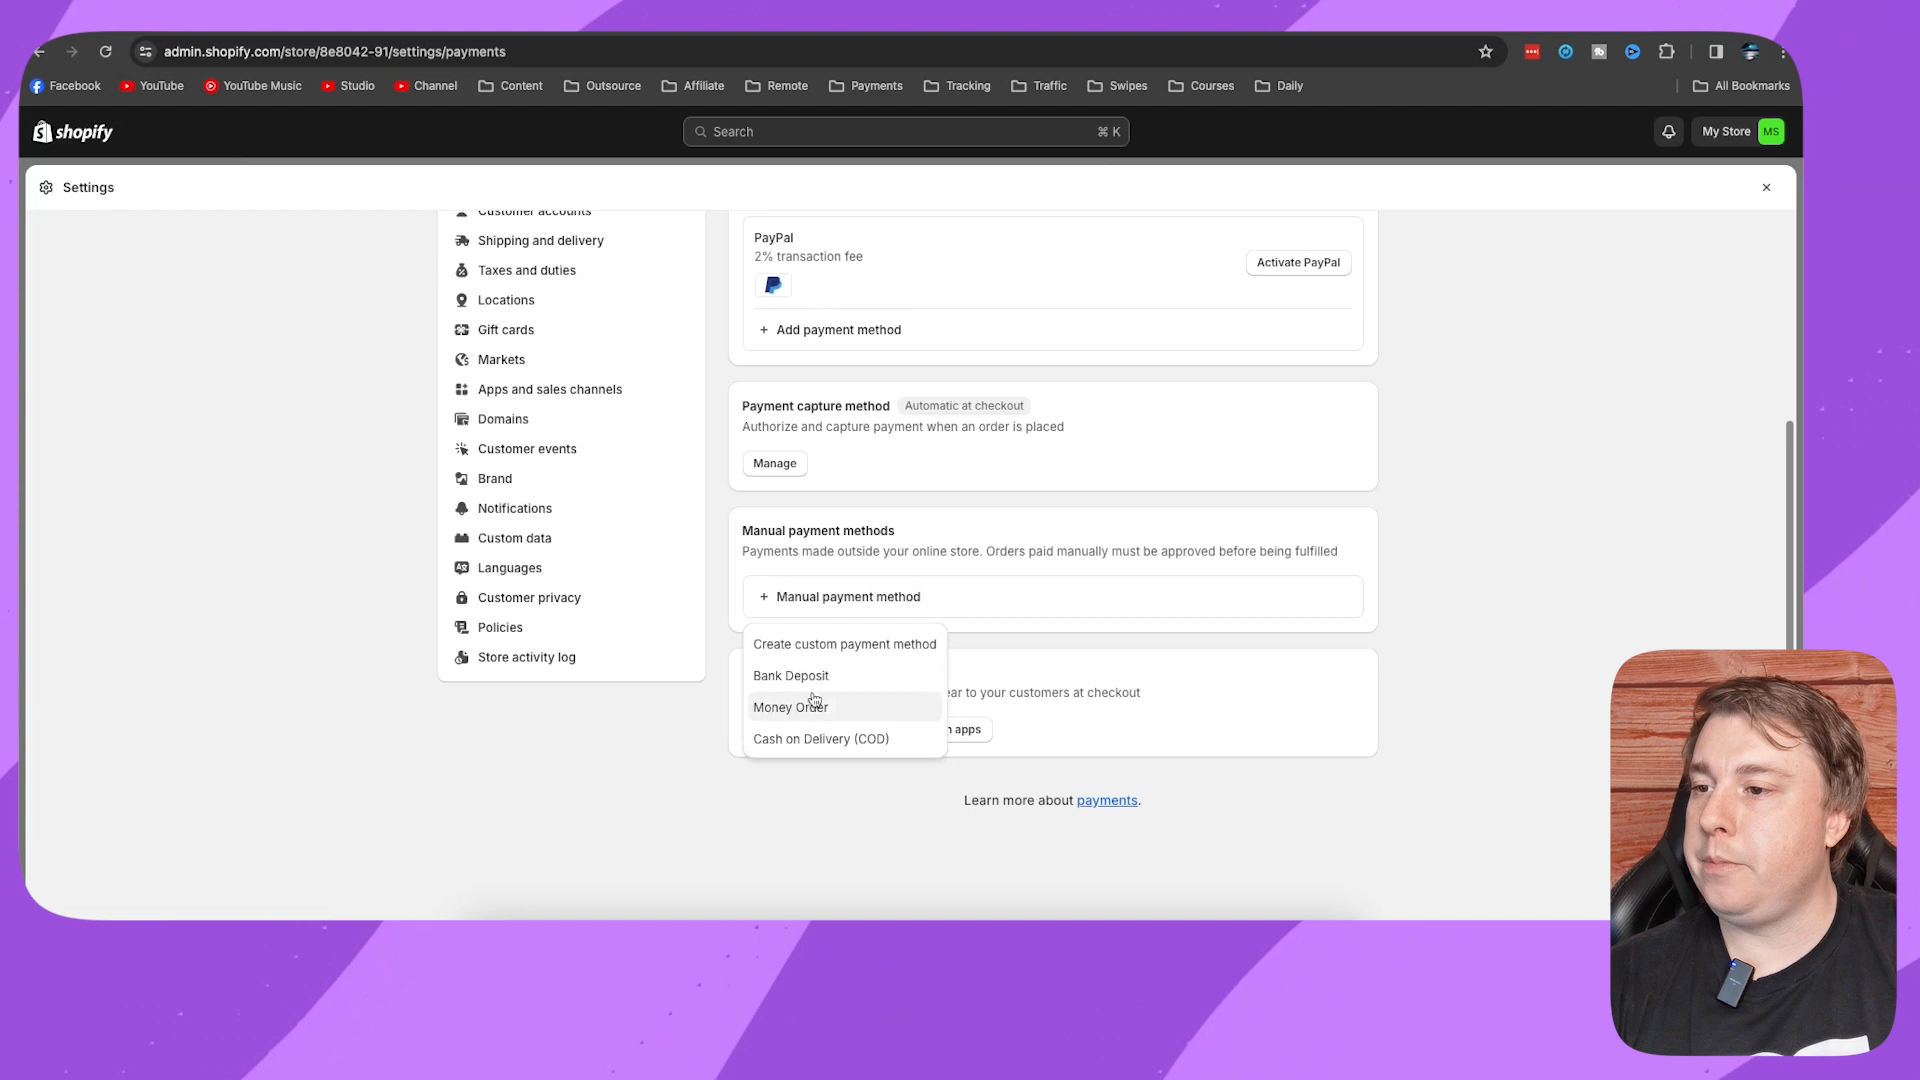 admin.shopify.com/store/8e8042-91/settings/payments
Facebook YouTube YouTube Music Studio Channel Content Outsource Affiliate Remote Payments Tracking Traffic Swipes Courses Daily All Bookmarks
shopify Search ⌘ K My Store MS
Settings
Customer accounts
Shipping and delivery
Taxes and duties
Locations
Gift cards
Markets
Apps and sales channels
Domains
Customer events
Brand
Notifications
Custom data
Languages
Customer privacy
Policies
Store activity log
PayPal
2% transaction fee
Activate PayPal
+ Add payment method
Payment capture method Automatic at checkout
Authorize and capture payment when an order is placed
Manage
Manual payment methods
Payments made outside your online store. Orders paid manually must be approved before being fulfilled
+ Manual payment method
Create custom payment method
Bank Deposit
Money Order
Cash on Delivery (COD)
ear to your customers at checkout
apps
Learn more about payments.